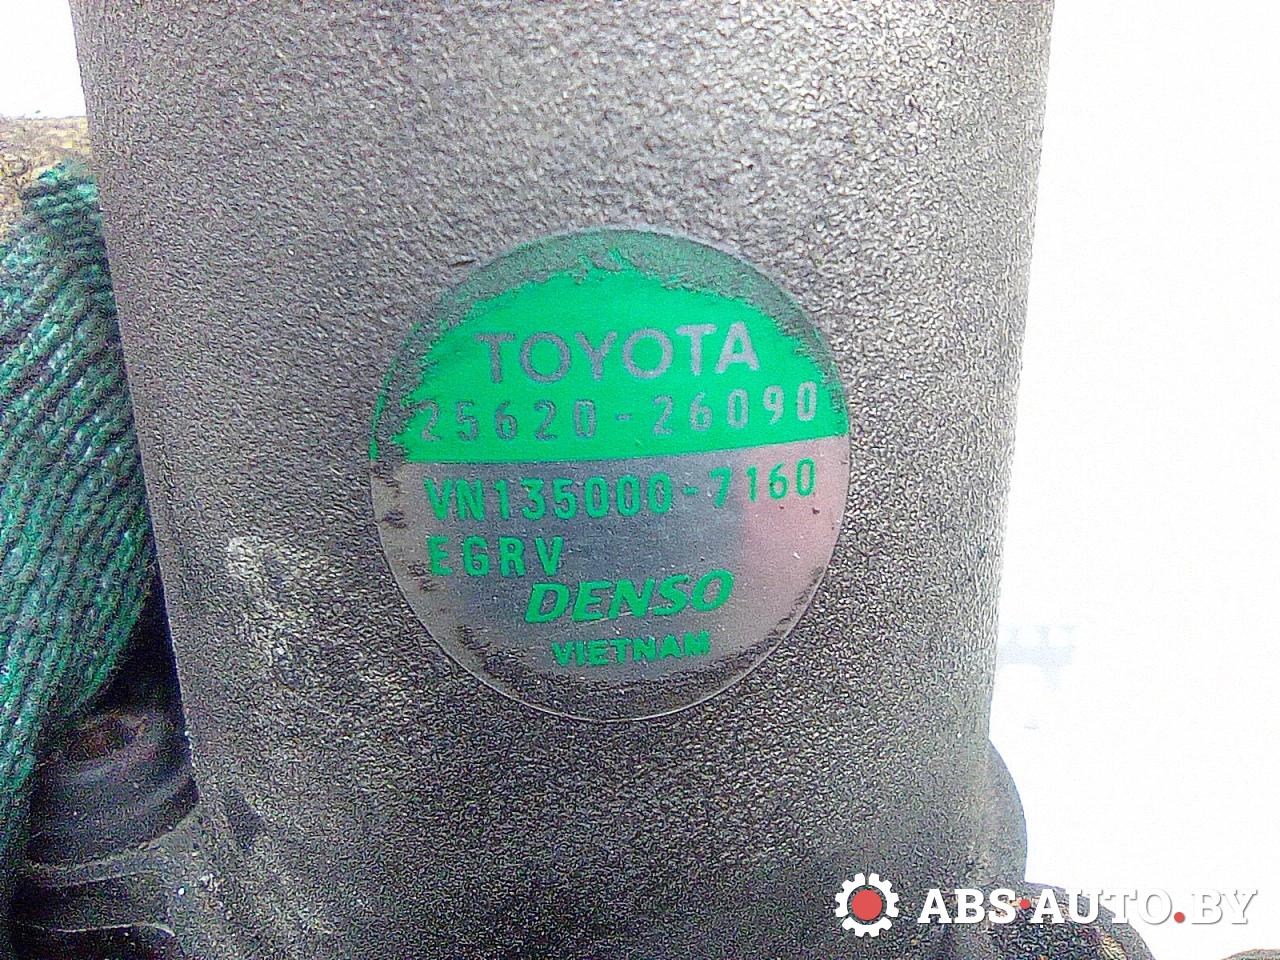 TOYOTA
25620-26090
VN135000-7160
EGRV
DENSO
VIETNAM
ABS-AUTO.BY